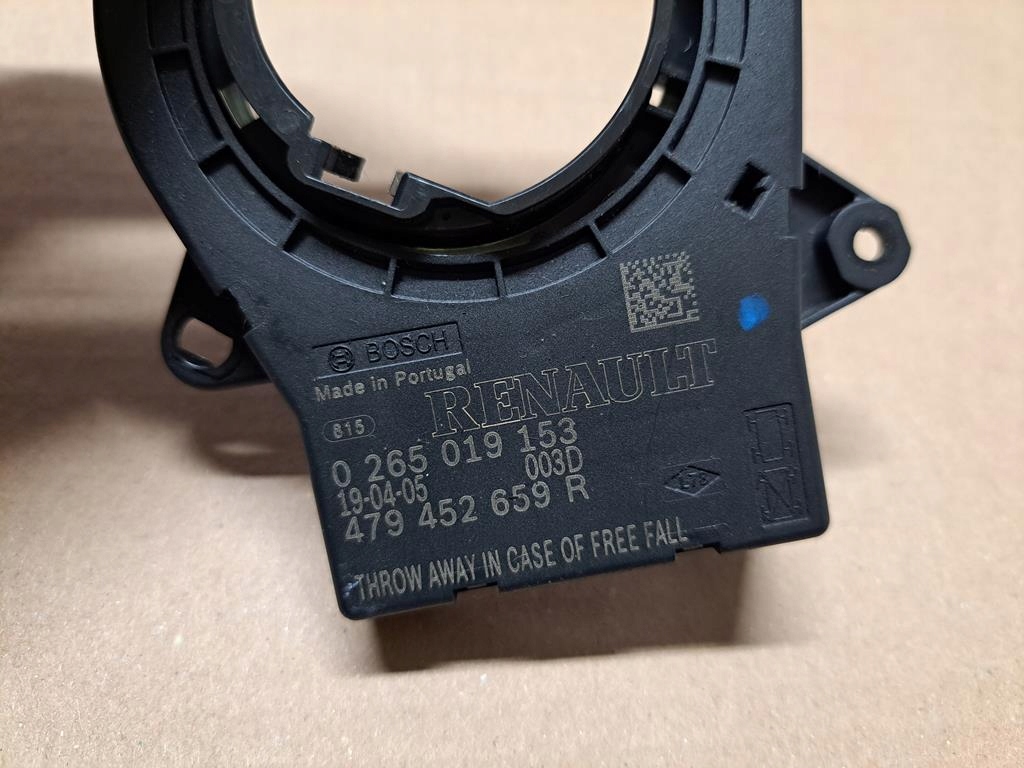 BOSCH
Made in Portugal
RENAULT
815
0 265 019 153
19-04-05 003D
479 452 659 R
THROW AWAY IN CASE OF FREE FALL